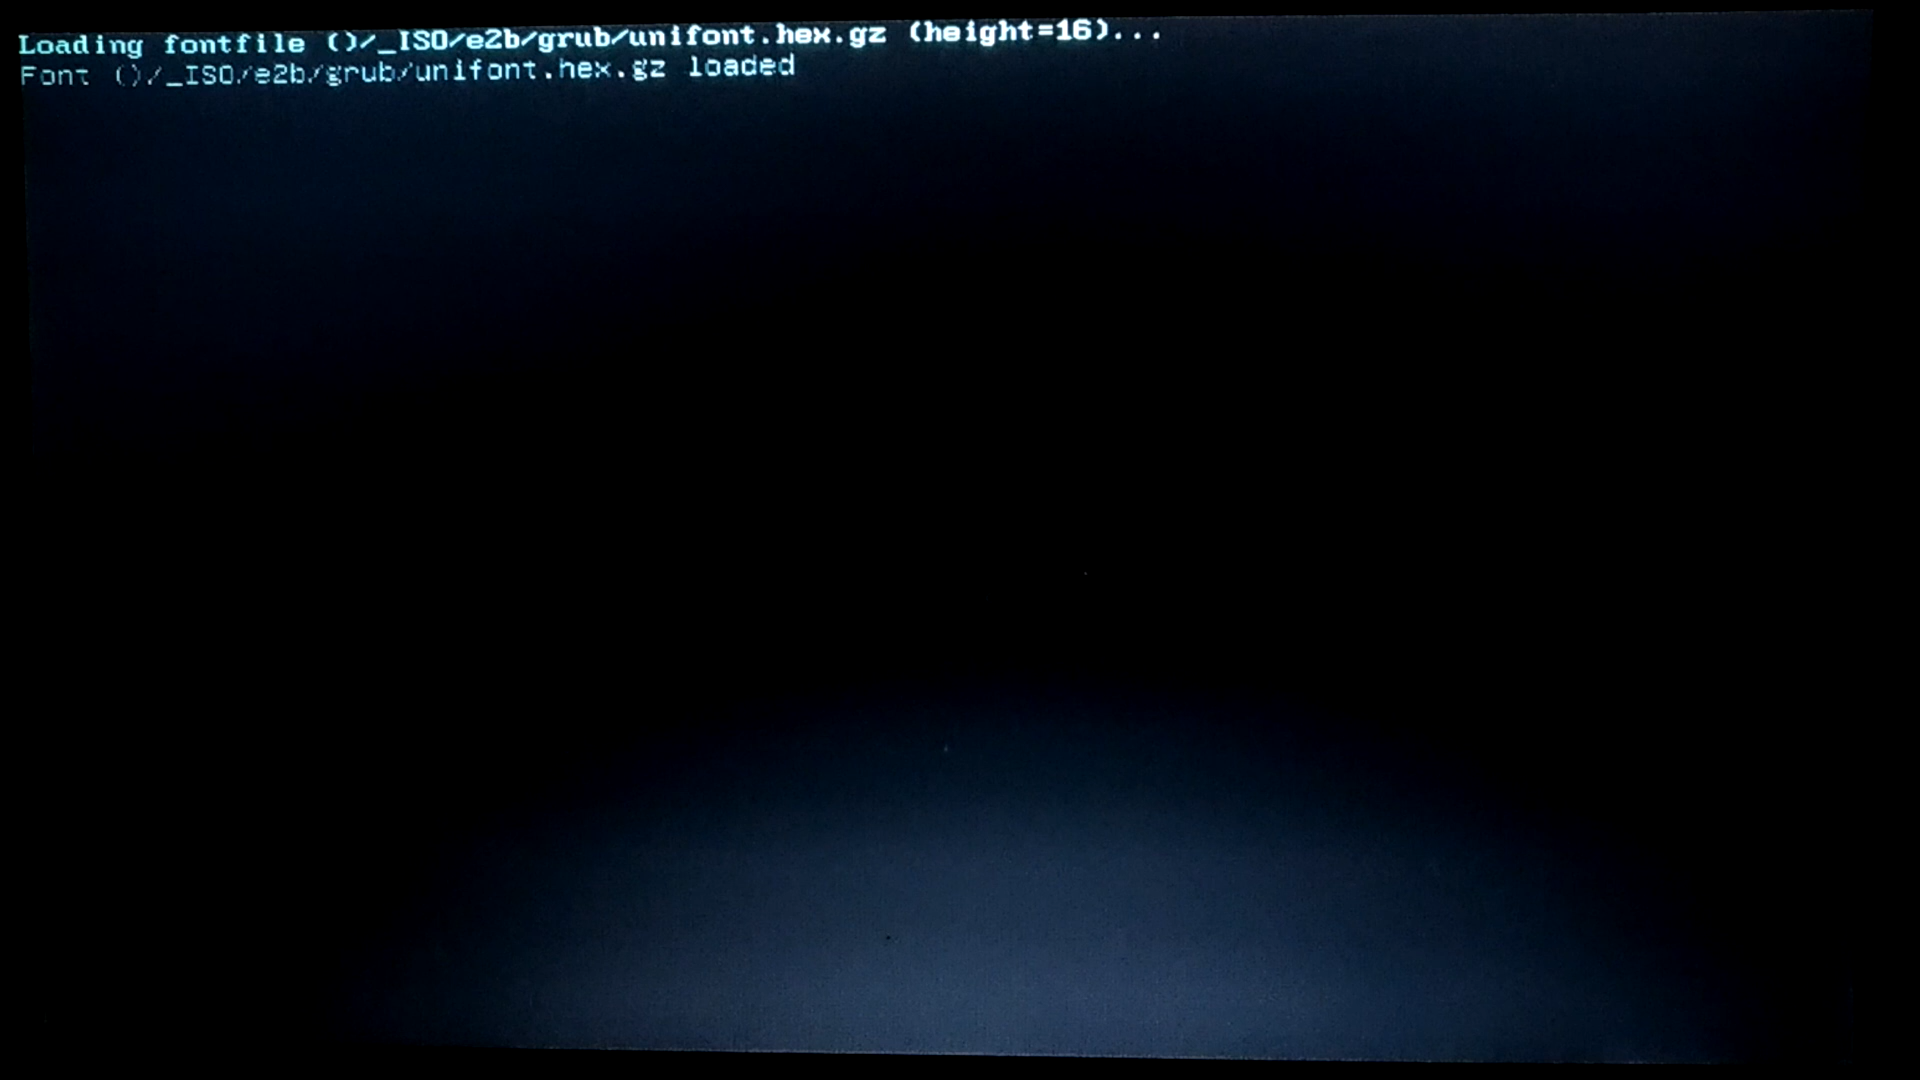 Loading fontfile ()/_ISO/e2b/grub/unifont.hex.gz (height=16)...
Font ()/_ISO/e2b/grub/unifont.hex.gz loaded